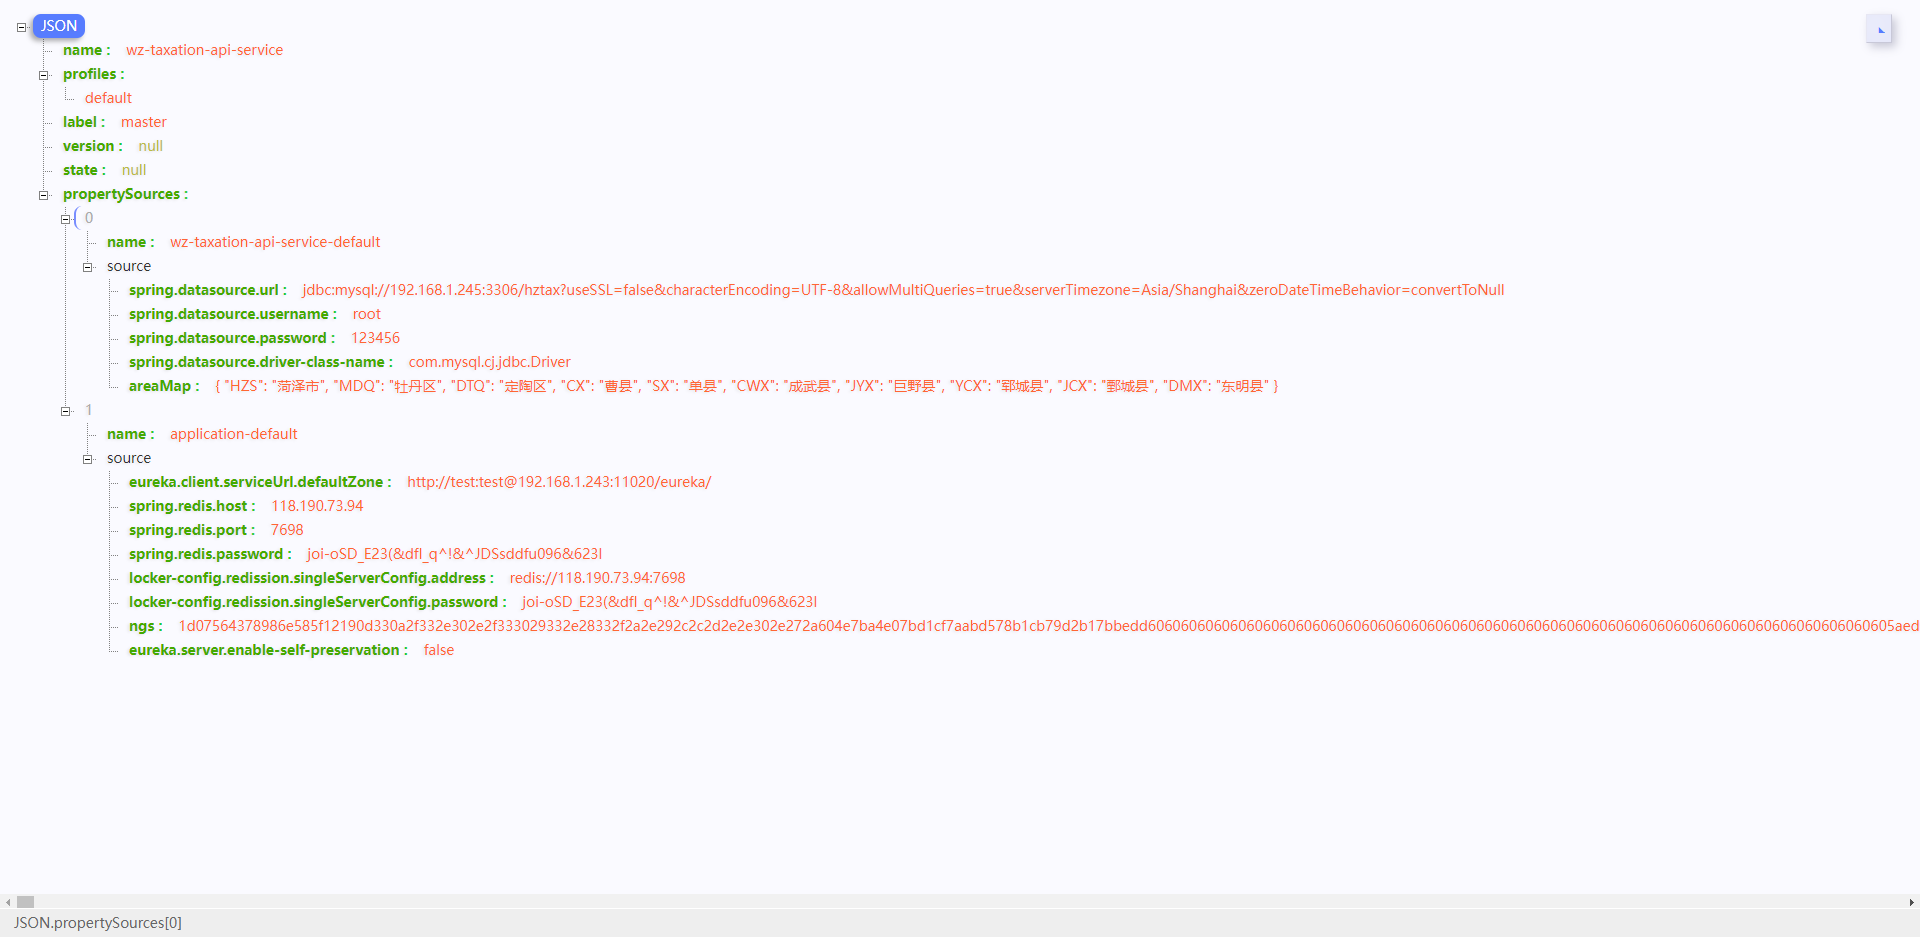 JSON
name : wz-taxation-api-service
profiles :
default
label : master
version : null
state : null
propertySources :
0
name : wz-taxation-api-service-default
source
spring.datasource.url : jdbc:mysql://192.168.1.245:3306/hztax?useSSL=false&characterEncoding=UTF-8&allowMultiQueries=true&serverTimezone=Asia/Shanghai&zeroDateTimeBehavior=convertToNull
spring.datasource.username : root
spring.datasource.password : 123456
spring.datasource.driver-class-name : com.mysql.cj.jdbc.Driver
areaMap : { "HZS": "菏泽市", "MDQ": "牡丹区", "DTQ": "定陶区", "CX": "曹县", "SX": "单县", "CWX": "成武县", "JYX": "巨野县", "YCX": "郓城县", "JCX": "鄄城县", "DMX": "东明县" }
1
name : application-default
source
eureka.client.serviceUrl.defaultZone : http://test:test@192.168.1.243:11020/eureka/
spring.redis.host : 118.190.73.94
spring.redis.port : 7698
spring.redis.password : joi-oSD_E23(&dfl_q^!&^JDSsddfu096&623l
locker-config.redission.singleServerConfig.address : redis://118.190.73.94:7698
locker-config.redission.singleServerConfig.password : joi-oSD_E23(&dfl_q^!&^JDSsddfu096&623l
ngs :
eureka.server.enable-self-preservation : false
JSON.propertySources[0]